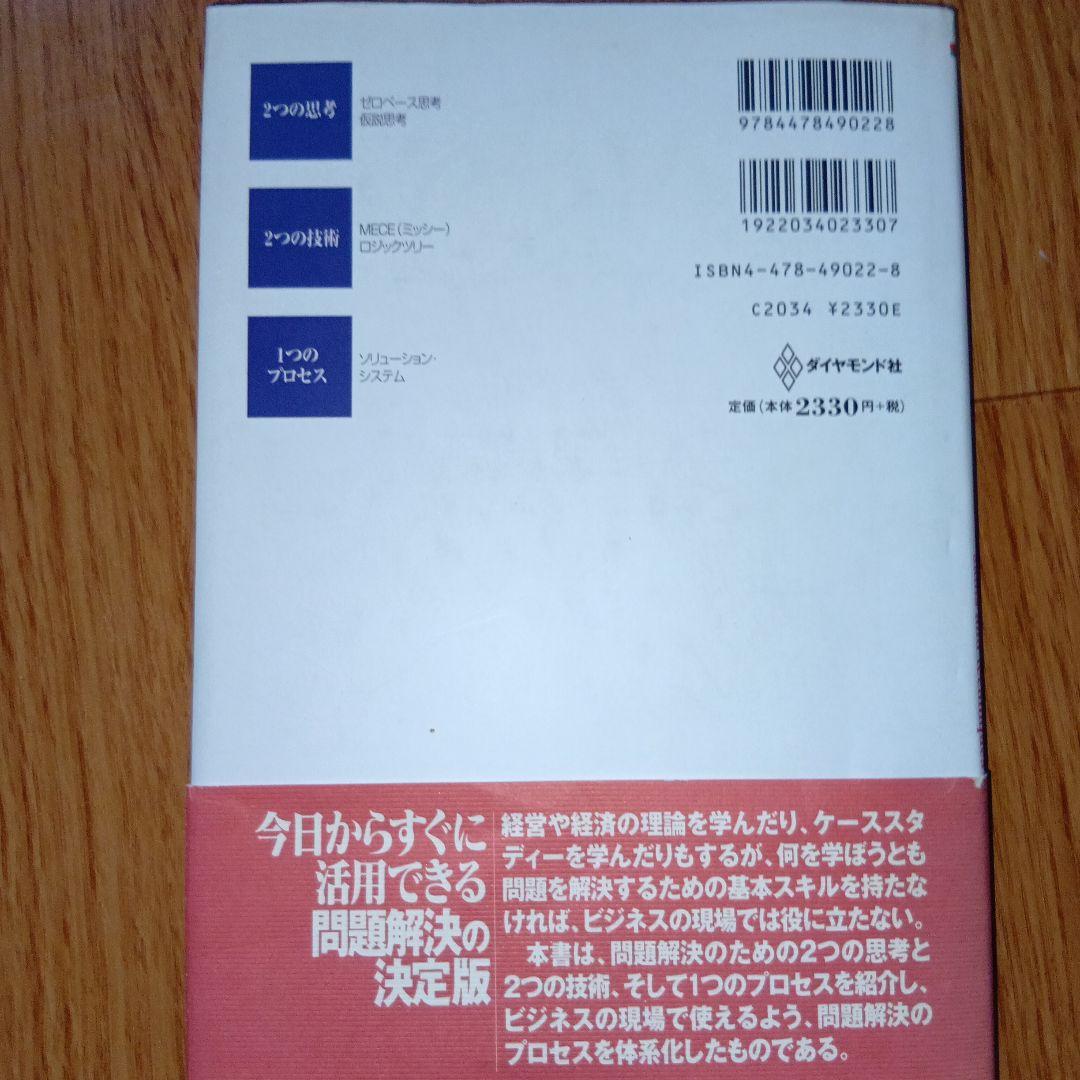 2つの思考
ゼロベース思考
仮説思考
2つの技術
MECE(ミッシー)
ロジックツリー
1つの
プロセス
ソリューション・
システム
9784478490228
1922034023307
ISBN4-478-49022-8
C2034 ¥2330E
ダイヤモンド社
定価(本体2330円+税)
今日からすぐに
活用できる
問題解決の
決定版
経営や経済の理論を学んだり、ケーススタ
ディーを学んだりもするが、何を学ぼうとも
問題を解決するための基本スキルを持たな
ければ、ビジネスの現場では役に立たない。
本書は、問題解決のための2つの思考と
2つの技術、そして1つのプロセスを紹介し、
ビジネスの現場で使えるよう、問題解決の
プロセスを体系化したものである。